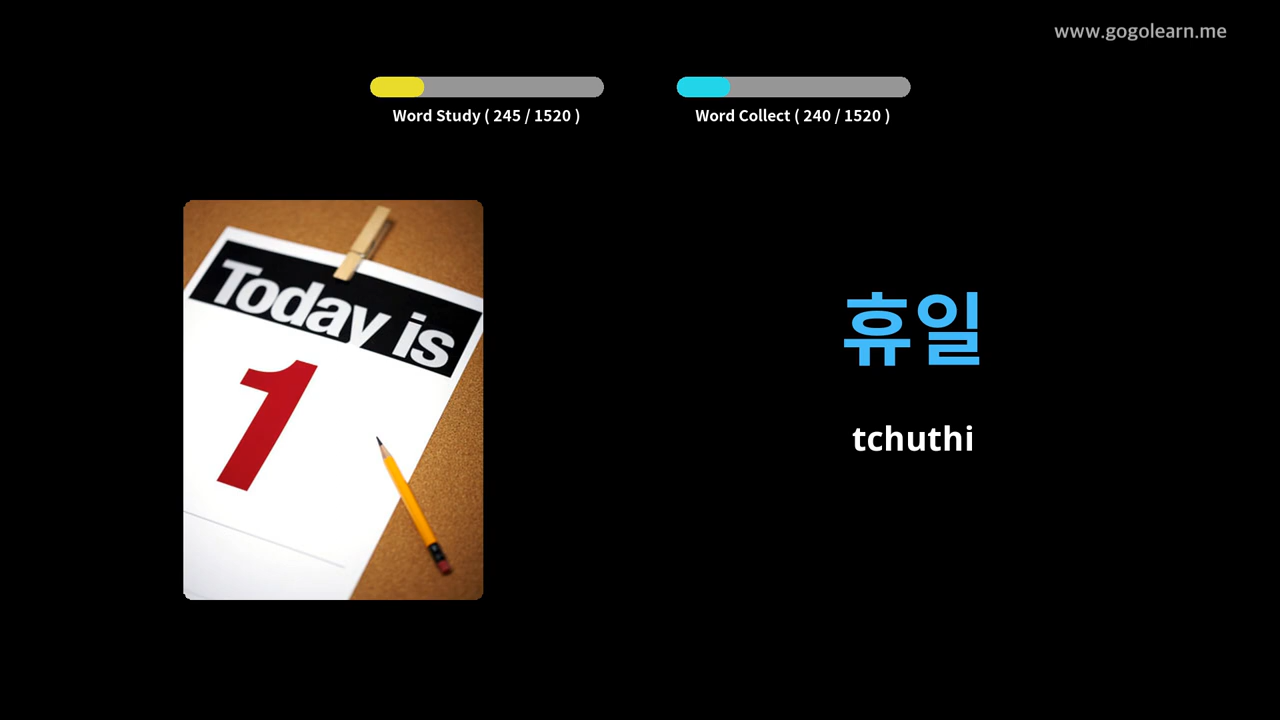 www.gogolearn.me
Word Study ( 245 / 1520 )
Word Collect ( 240 / 1520 )
Today is
1
휴일
tchuthi